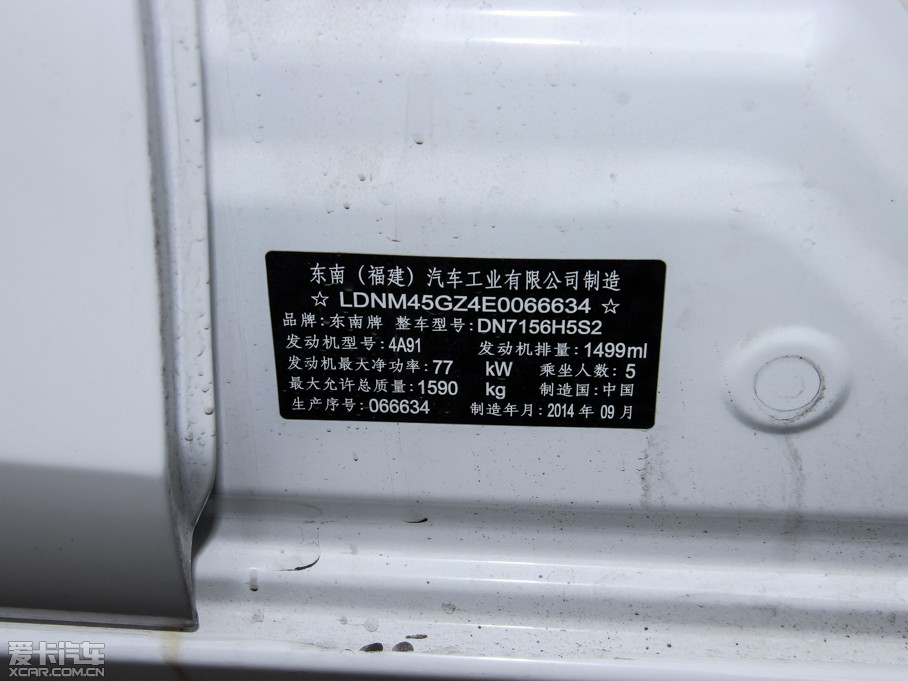 东南（福建）汽车工业有限公司制造
☆ LDNM45GZ4E0066634 ☆
品牌:东南牌 整车型号:DN7156H5S2
发动机型号:4A91 发动机排量:1499ml
发动机最大净功率:77 kW 乘坐人数:5
最大允许总质量:1590 kg 制造国:中国
生产序号:066634 制造年月:2014 年 09 月
爱卡汽车
XCAR.COM.CN